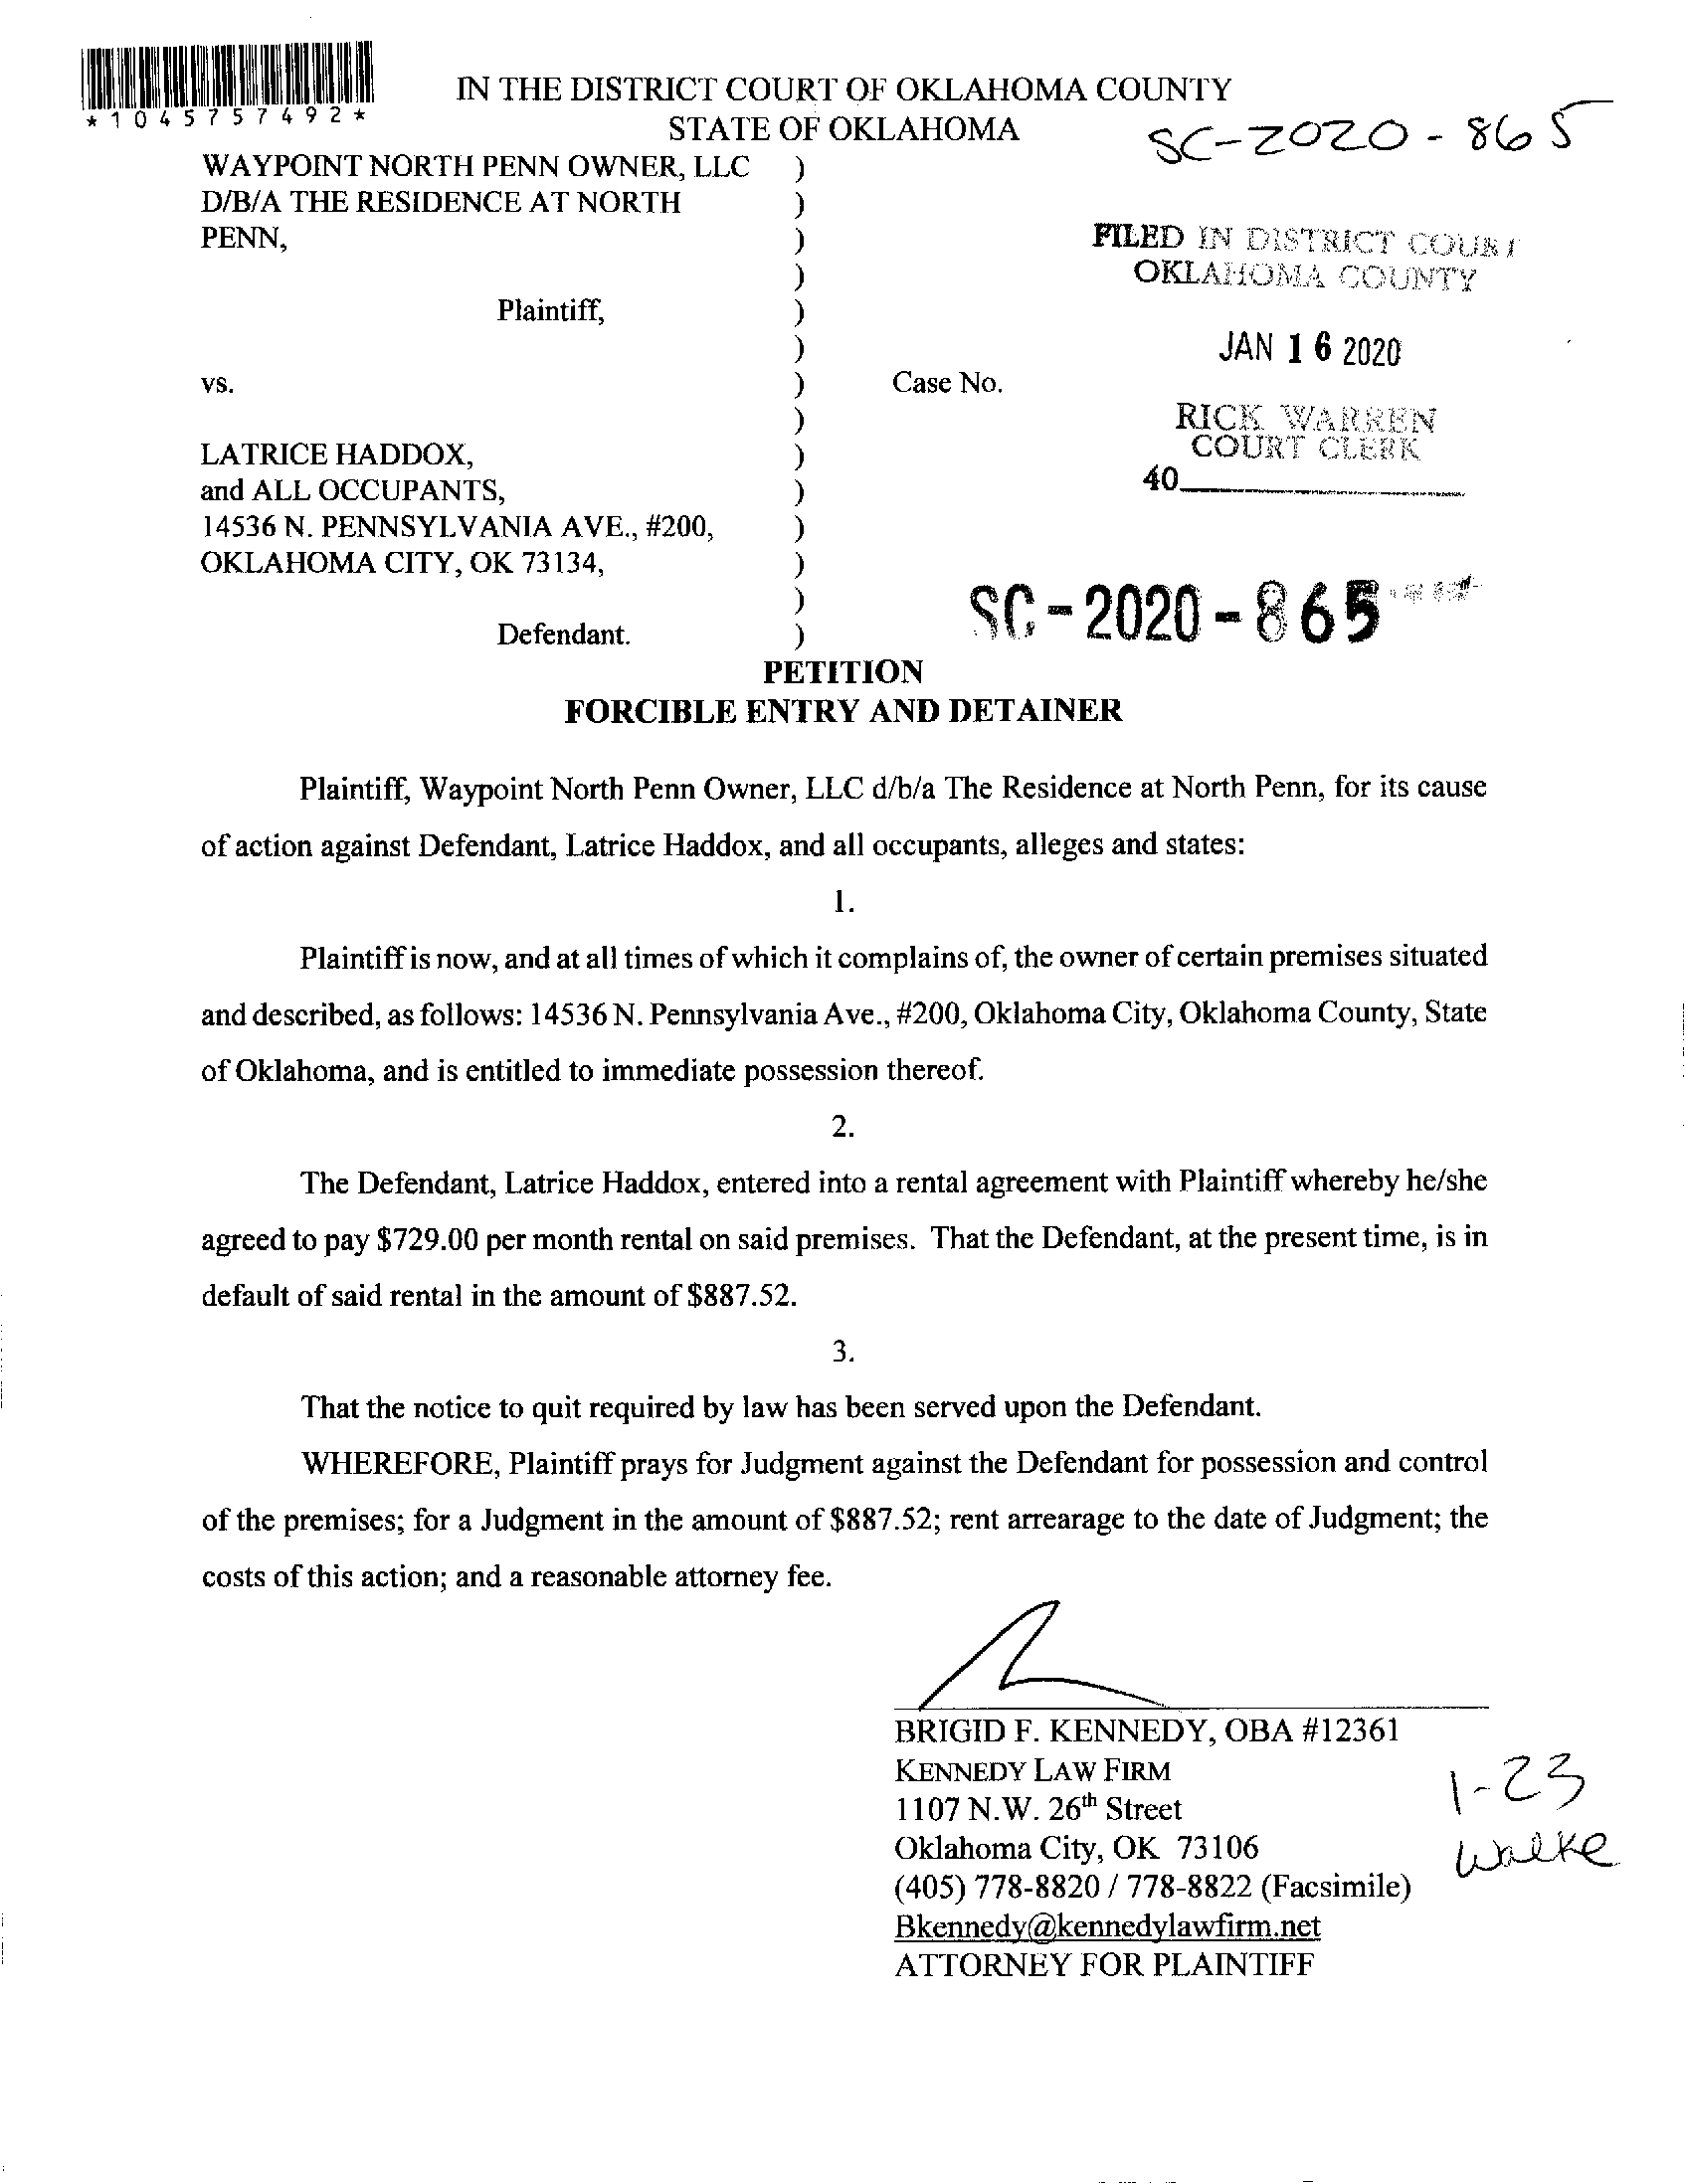 *1045757492*
IN THE DISTRICT COURT OF OKLAHOMA COUNTY
STATE OF OKLAHOMA
SC-2020-865
WAYPOINT NORTH PENN OWNER, LLC )
D/B/A THE RESIDENCE AT NORTH )
PENN, )
FILED IN DISTRICT COURT
OKLAHOMA COUNTY
)
Plaintiff, )
JAN 16 2020
)
vs. ) Case No.
)
RICK WARREN
COURT CLERK
40
LATRICE HADDOX, )
and ALL OCCUPANTS, )
14536 N. PENNSYLVANIA AVE., #200, )
OKLAHOMA CITY, OK 73134, )
)
SC-2020-865
Defendant. )
PETITION
FORCIBLE ENTRY AND DETAINER
Plaintiff, Waypoint North Penn Owner, LLC d/b/a The Residence at North Penn, for its cause
of action against Defendant, Latrice Haddox, and all occupants, alleges and states:
1.
Plaintiff is now, and at all times of which it complains of, the owner of certain premises situated
and described, as follows: 14536 N. Pennsylvania Ave., #200, Oklahoma City, Oklahoma County, State
of Oklahoma, and is entitled to immediate possession thereof.
2.
The Defendant, Latrice Haddox, entered into a rental agreement with Plaintiff whereby he/she
agreed to pay $729.00 per month rental on said premises. That the Defendant, at the present time, is in
default of said rental in the amount of $887.52.
3.
That the notice to quit required by law has been served upon the Defendant.
WHEREFORE, Plaintiff prays for Judgment against the Defendant for possession and control
of the premises; for a Judgment in the amount of $887.52; rent arrearage to the date of Judgment; the
costs of this action; and a reasonable attorney fee.
BRIGID F. KENNEDY, OBA #12361
KENNEDY LAW FIRM
1107 N.W. 26th Street
Oklahoma City, OK 73106
(405) 778-8820 / 778-8822 (Facsimile)
Bkennedy@kennedylawfirm.net
ATTORNEY FOR PLAINTIFF
1-23
Walke